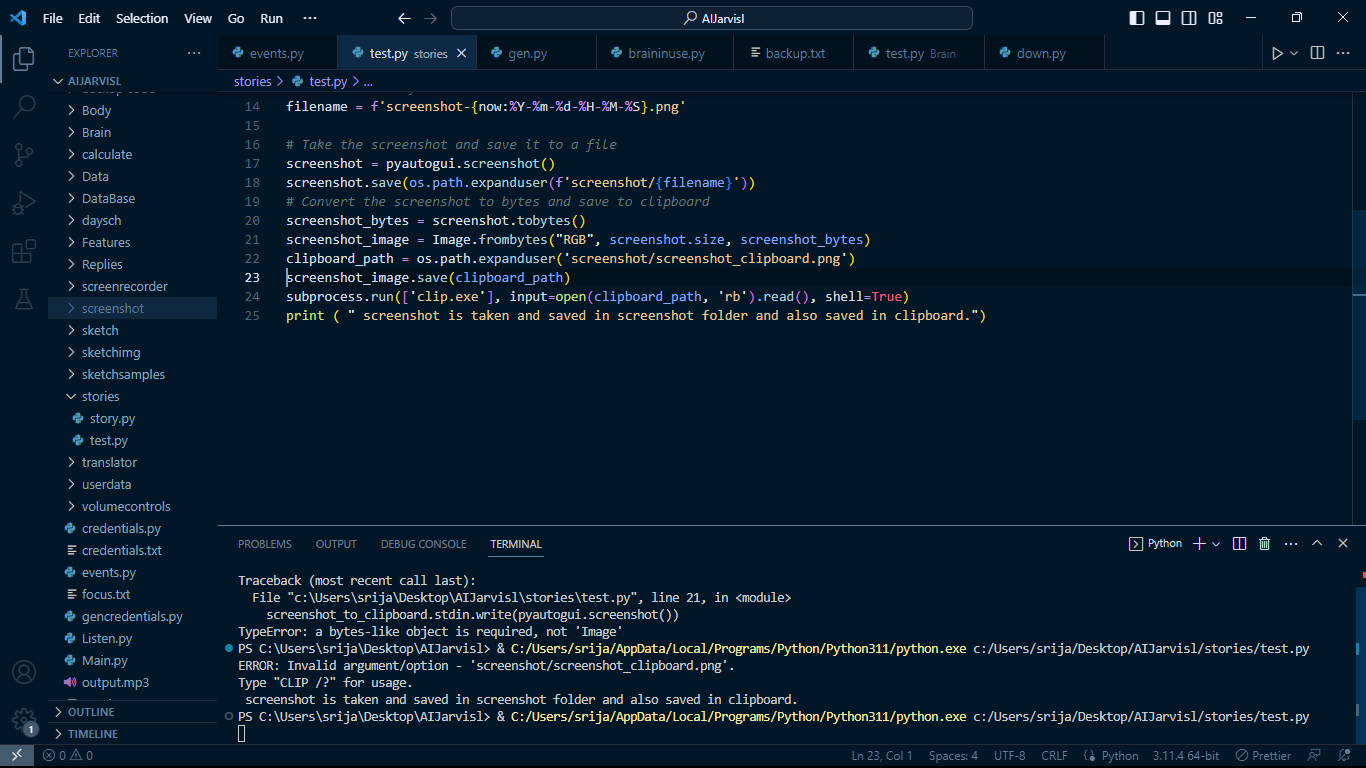 File Edit Selection View Go Run ··· AIJarvisl
EXPLORER ···
events.py test.py stories gen.py braininuse.py backup.txt test.py Brain down.py
AIJARVISL
stories > test.py > ...
Body
Brain
calculate
Data
DataBase
daysch
Features
Replies
screenrecorder
screenshot
sketch
sketchimg
sketchsamples
stories
story.py
test.py
translator
userdata
volumecontrols
credentials.py
credentials.txt
events.py
focus.txt
gencredentials.py
Listen.py
Main.py
output.mp3
OUTLINE
TIMELINE
1
14 filename = f'screenshot-{now:%Y-%m-%d-%H-%M-%S}.png'
15
16 # Take the screenshot and save it to a file
17 screenshot = pyautogui.screenshot()
18 screenshot.save(os.path.expanduser(f'screenshot/{filename}'))
19 # Convert the screenshot to bytes and save to clipboard
20 screenshot_bytes = screenshot.tobytes()
21 screenshot_image = Image.frombytes("RGB", screenshot.size, screenshot_bytes)
22 clipboard_path = os.path.expanduser('screenshot/screenshot_clipboard.png')
23 screenshot_image.save(clipboard_path)
24 subprocess.run(['clip.exe'], input=open(clipboard_path, 'rb').read(), shell=True)
25 print ( " screenshot is taken and saved in screenshot folder and also saved in clipboard.")
PROBLEMS OUTPUT DEBUG CONSOLE TERMINAL Python
Traceback (most recent call last):
File "c:\Users\srija\Desktop\AIJarvisl\stories\test.py", line 21, in <module>
screenshot_to_clipboard.stdin.write(pyautogui.screenshot())
TypeError: a bytes-like object is required, not 'Image'
PS C:\Users\srija\Desktop\AIJarvisl> & C:/Users/srija/AppData/Local/Programs/Python/Python311/python.exe c:/Users/srija/Desktop/AIJarvisl/stories/test.py
ERROR: Invalid argument/option - 'screenshot/screenshot_clipboard.png'.
Type "CLIP /?" for usage.
screenshot is taken and saved in screenshot folder and also saved in clipboard.
PS C:\Users\srija\Desktop\AIJarvisl> & C:/Users/srija/AppData/Local/Programs/Python/Python311/python.exe c:/Users/srija/Desktop/AIJarvisl/stories/test.py
0 0 Ln 23, Col 1 Spaces: 4 UTF-8 CRLF Python 3.11.4 64-bit Prettier